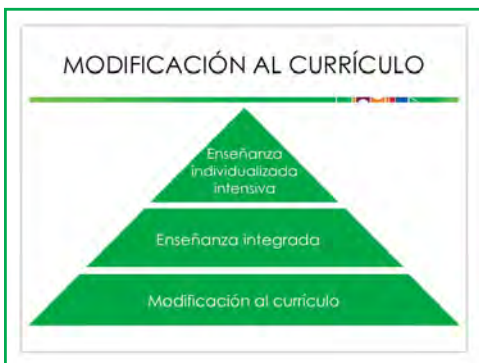 MODIFICACIÓN AL CURRÍCULO
Enseñanza
individualizada
intensiva
Enseñanza integrada
Modificación al currículo